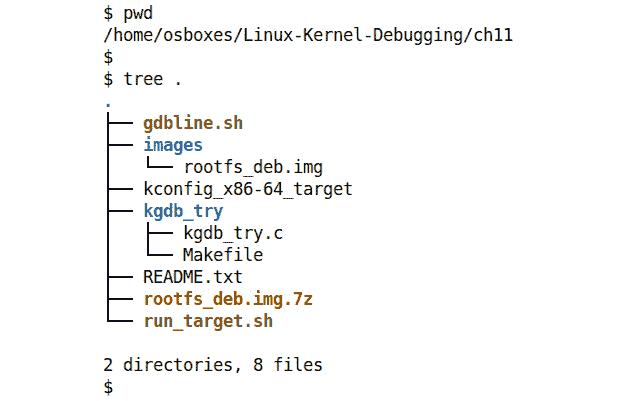 $ pwd
/home/osboxes/Linux-Kernel-Debugging/ch11
$
$ tree .
.
├── gdbline.sh
├── images
│   └── rootfs_deb.img
├── kconfig_x86-64_target
├── kgdb_try
│   ├── kgdb_try.c
│   └── Makefile
├── README.txt
├── rootfs_deb.img.7z
└── run_target.sh
2 directories, 8 files
$